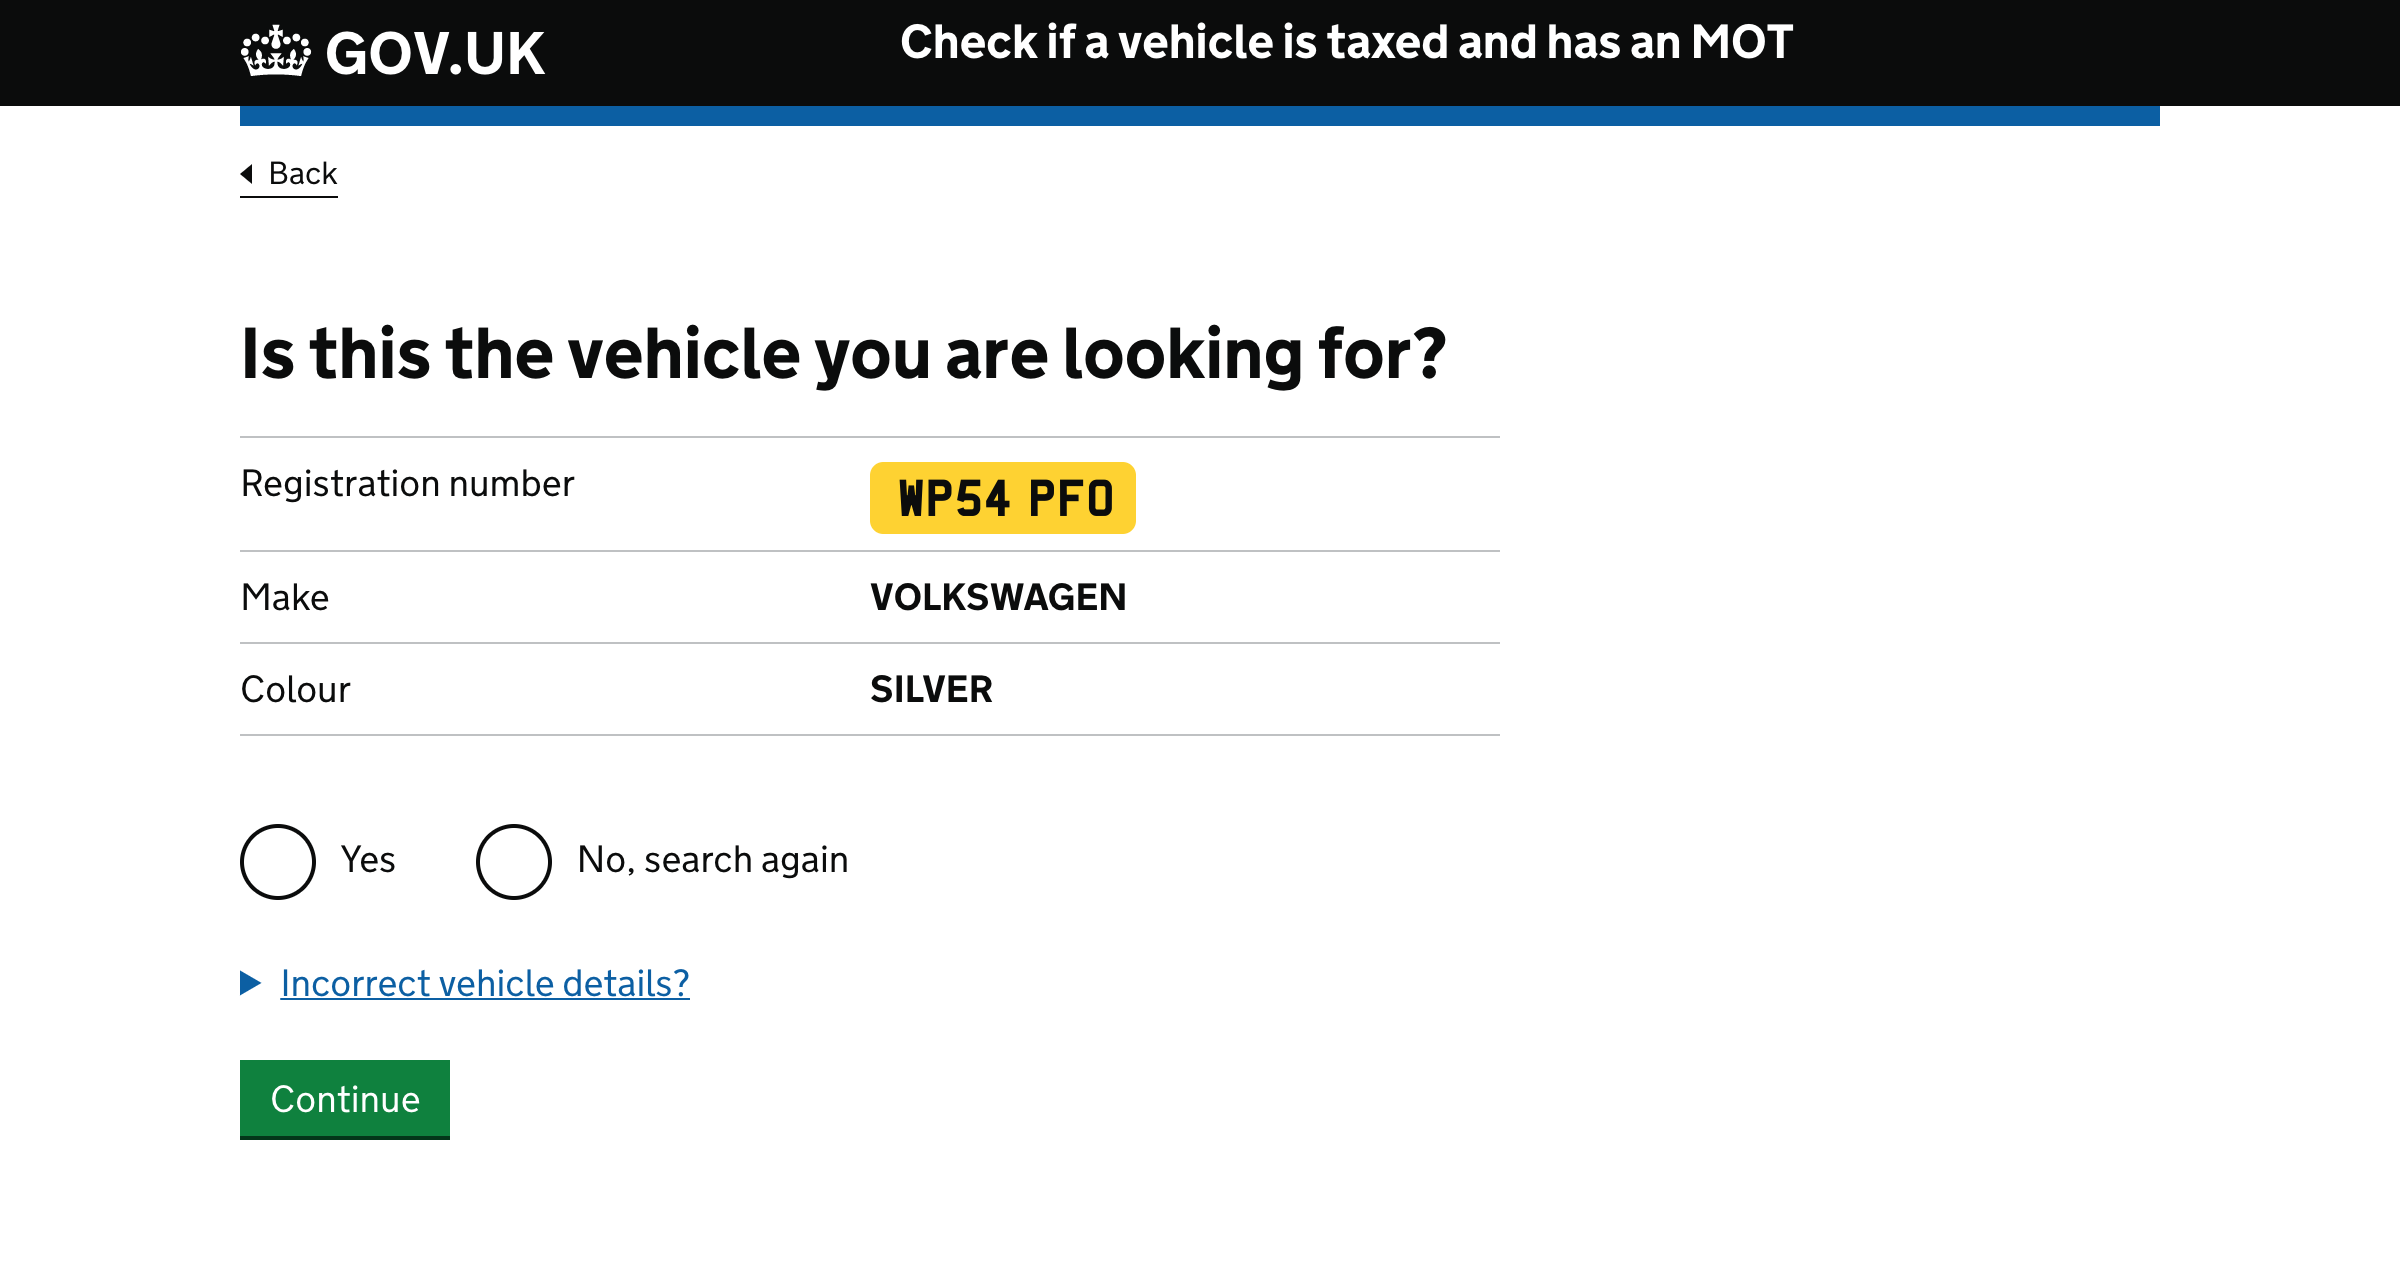 GOV.UK
Check if a vehicle is taxed and has an MOT
Back
Is this the vehicle you are looking for?
Registration number WP54 PFO
Make VOLKSWAGEN
Colour SILVER
Yes No, search again
Incorrect vehicle details?
Continue